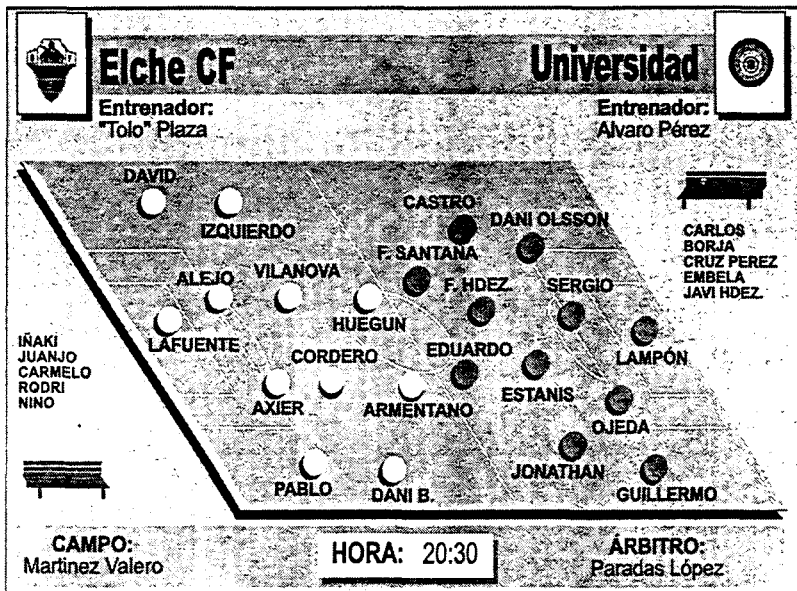 Elche CF
Universidad
Entrenador:
"Tolo" Plaza
Entrenador:
Alvaro Pérez
DAVID
IZQUIERDO
CASTRO
DANI OLSSON
CARLOS
BORJA
CRUZ PEREZ
EMBELA
JAVI HDEZ.
ALEJO
VILANOVA
F. SANTANA
F. HDEZ.
SERGIO
LAFUENTE
HUEGUN
LAMPÓN
IÑAKI
JUANJO
CARMELO
RODRI
NINO
CORDERO
EDUARDO
AXIER
ARMENTANO
ESTANIS
OJEDA
PABLO
DANI B.
JONATHAN
GUILLERMO
CAMPO:
Martinez Valero
HORA: 20:30
ÁRBITRO:
Paradas López